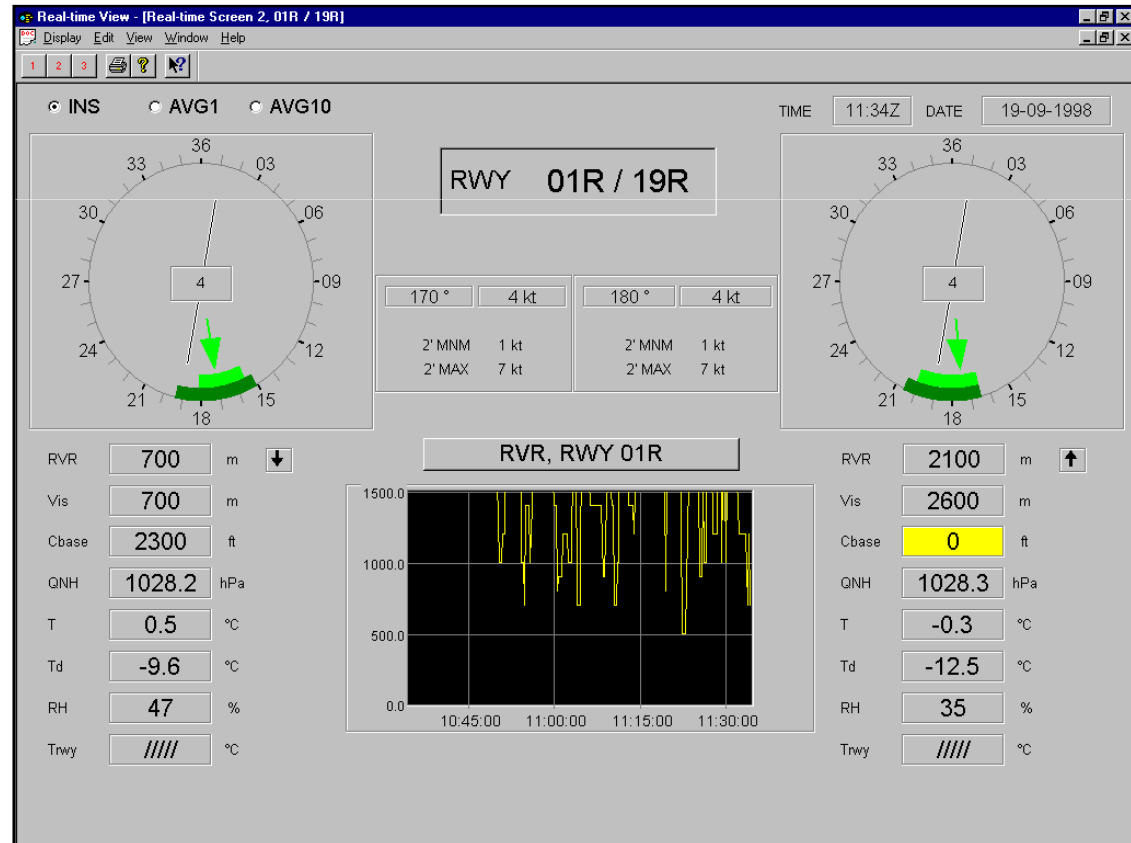 Real-time View - [Real-time Screen 2, 01R / 19R]
Display Edit View Window Help
1 2 3
INS AVG1 AVG10
TIME 11:34Z DATE 19-09-1998
RWY 01R / 19R
36
33 03
30 06
27 09
24 12
21 15
18
4
170 ° 4 kt
2' MNM 1 kt
2' MAX 7 kt
180 ° 4 kt
2' MNM 1 kt
2' MAX 7 kt
36
33 03
30 06
27 09
24 12
21 15
18
4
RVR 700 m
Vis 700 m
Cbase 2300 ft
QNH 1028.2 hPa
T 0.5 °C
Td -9.6 °C
RH 47 %
Trwy ///// °C
RVR, RWY 01R
1500.0
1000.0
500.0
0.0
10:45:00 11:00:00 11:15:00 11:30:00
RVR 2100 m
Vis 2600 m
Cbase 0 ft
QNH 1028.3 hPa
T -0.3 °C
Td -12.5 °C
RH 35 %
Trwy ///// °C